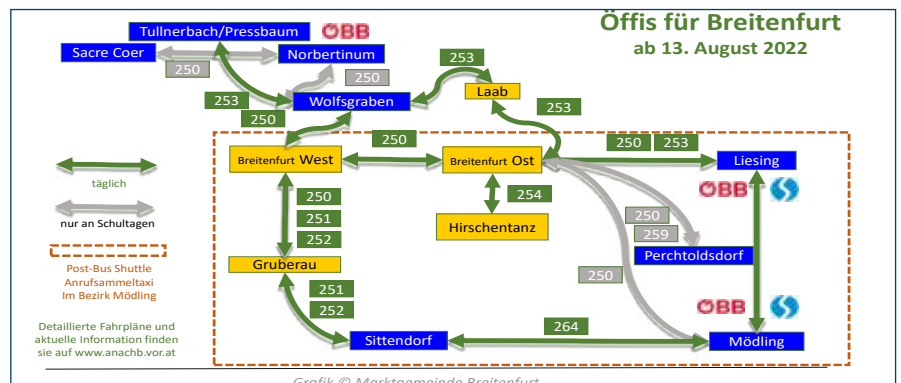 Öffis für Breitenfurt
ab 13. August 2022
Tullnerbach/Pressbaum
ÖBB
Sacre Coer
Norbertinum
250
250
253
253
Wolfsgraben
Laab
250
253
250
250 253
Breitenfurt West
Breitenfurt Ost
Liesing
täglich
ÖBB
250
254
nur an Schultagen
251
250
252
Hirschentanz
259
Perchtoldsdorf
Post-Bus Shuttle
Anrufsammeltaxi
Im Bezirk Mödling
Gruberau
250
251
252
ÖBB
Detaillierte Fahrpläne und
aktuelle Information finden
sie auf www.anachb.vor.at
264
Sittendorf
Mödling
Grafik © Marktgemeinde Breitenfurt